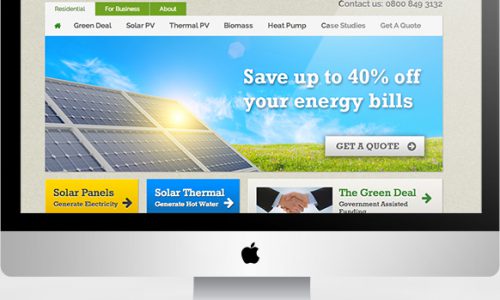 Contact us: 0800 849 3132
Residential For Business About
Green Deal Solar PV Thermal PV Biomass Heat Pump Case Studies Get A Quote
Save up to 40% off
your energy bills
GET A QUOTE
Solar Panels
Generate Electricity
Solar Thermal
Generate Hot Water
The Green Deal
Government Assisted
Funding